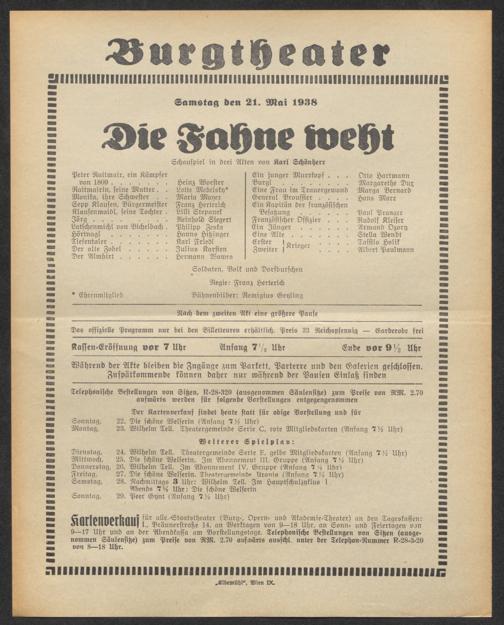 Burgtheater
Samstag den 21. Mai 1938
Die Fahne weht
Schauspiel in drei Akten von Karl Schönherr
Peter Raitmair, ein Kämpfer
von 1809 . . . . . . . Heinz Woester
Raitmairin, seine Mutter . . Lotte Medelsky*
Monika, ihre Schwester . . . Maria Mayer
Sepp Klausen, Bürgermeister Franz Herterich
Klausenmaidl, seine Tochter . Lilli Stepanek
Jörg . . . . . . . Reinhold Siegert
Philipp Zeska
Hörtnagl . . . . . . Hanns Hitzinger
Tiefentaler . . . . . . Karl Friedl
Der alte Fodel . . . . . Julius Karsten
Hermann Wawra
Ein junger . . . Otto Hartmann
Burgl . . . . . . Margarethe Dux
Eine Frau im Trauergewand Marga Bernard
General . . . . Hans Marr
Ein Kapitän der französischen
Besatzung . . . . . Paul Pranger
Französischer Offizier . . Rudolf Kleiser
Ein Jünger . . . . . Armand Ozory
Eine Alte . . . . . Stella Wendt
Erster } Krieger . . . . Tassilo Holik
Zweiter } Albert Paulmann
Soldaten, Volk und Dorfburschen
Regie: Franz Herterich
* Ehrenmitglied Bühnenbilder: Remigius Geyling
Nach dem zweiten Akt eine größere Pause
Das offizielle Programm nur bei den Billetteuren erhältlich. Preis 33 Reichspfennig — Garderobe frei
Kassen-Eröffnung vor 7 Uhr Anfang 7½ Uhr Ende vor 9½ Uhr
Während der Akte bleiben die Zugänge zum Parkett, Parterre und den Galerien geschlossen.
Zuspätkommende können daher nur während der Pausen Einlaß finden
Telephonische Bestellungen von Sitzen, R-28-320 (ausgenommen Säulensitze) zum Preise von RM. 2.70
aufwärts werden für folgende Vorstellungen entgegengenommen
Der Kartenverkauf findet heute statt für obige Vorstellung und für
Sonntag, 22. Die schöne Welserin (Anfang 7½ Uhr)
Montag, 23. Wilhelm Tell. Theatergemeinde Serie C, rote Mitgliedskarten (Anfang 7½ Uhr)
Weiterer Spielplan:
Dienstag, 24. Wilhelm Tell. Theatergemeinde Serie E, gelbe Mitgliedskarten (Anfang 7½ Uhr)
Mittwoch, 25. Die schöne Welserin. Im Abonnement III. Gruppe (Anfang 7½ Uhr)
Donnerstag, 26. Wilhelm Tell. Im Abonnement IV. Gruppe (Anfang 7½ Uhr)
Freitag, 27. Die schöne Welserin. Theatergemeinde Urania (Anfang 7½ Uhr)
Samstag, 28. Nachmittags 3 Uhr: Wilhelm Tell. Im Hauptschulzyklus I
Abends 7½ Uhr: Die schöne Welserin
Sonntag, 29. Peer Gynt (Anfang 7½ Uhr)
Kartenverkauf für alle Staatstheater (Burg-, Opern- und Akademie-Theater) an den Tageskassen:
I., Bräunerstraße 14, an Werktagen von 9—18 Uhr, an Sonn- und Feiertagen von
9—17 Uhr und an der Abendkassa am Vorstellungstage. Telephonische Bestellungen von Sitzen (ausge-
nommen Säulensitze) zum Preise von RM. 2.70 aufwärts ausschl. unter der Telephon-Nummer R-28-3-20
von 8—18 Uhr.
„Elbemühl“, Wien IX.